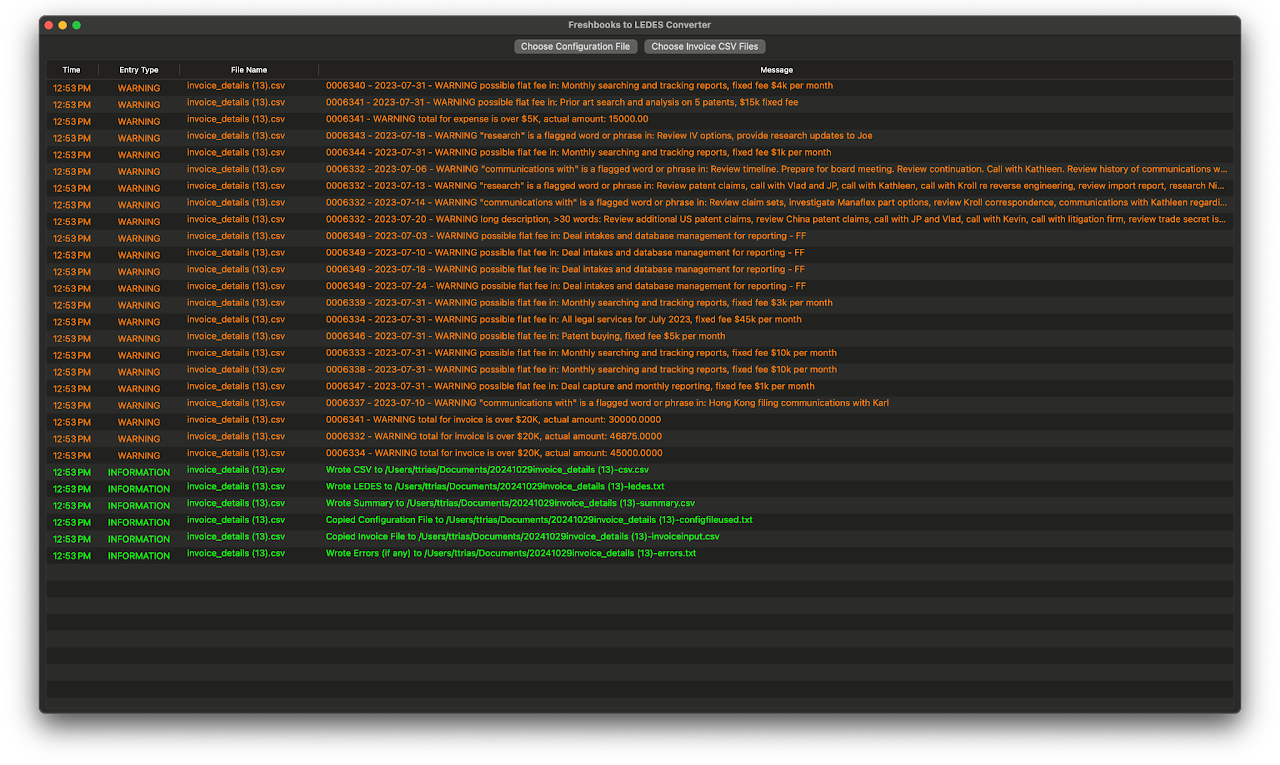 Freshbooks to LEDES Converter
Choose Configuration File Choose Invoice CSV Files
Time Entry Type File Name Message
12:53 PM WARNING invoice_details (13).csv 0006340 - 2023-07-31 - WARNING possible flat fee in: Monthly searching and tracking reports, fixed fee $4k per month
12:53 PM WARNING invoice_details (13).csv 0006341 - 2023-07-31 - WARNING possible flat fee in: Prior art search and analysis on 5 patents, $15k fixed fee
12:53 PM WARNING invoice_details (13).csv 0006341 - WARNING total for expense is over $5K, actual amount: 15000.00
12:53 PM WARNING invoice_details (13).csv 0006343 - 2023-07-18 - WARNING "research" is a flagged word or phrase in: Review IV options, provide research updates to Joe
12:53 PM WARNING invoice_details (13).csv 0006344 - 2023-07-31 - WARNING possible flat fee in: Monthly searching and tracking reports, fixed fee $1k per month
12:53 PM WARNING invoice_details (13).csv 0006332 - 2023-07-06 - WARNING "communications with" is a flagged word or phrase in: Review timeline. Prepare for board meeting. Review continuation. Call with Kathleen. Review history of communications w...
12:53 PM WARNING invoice_details (13).csv 0006332 - 2023-07-13 - WARNING "research" is a flagged word or phrase in: Review patent claims, call with Vlad and JP, call with Kathleen, call with Kroll re reverse engineering, review import report, research Ni...
12:53 PM WARNING invoice_details (13).csv 0006332 - 2023-07-14 - WARNING "communications with" is a flagged word or phrase in: Review claim sets, investigate Manaflex part options, review Kroll correspondence, communications with Kathleen regardi...
12:53 PM WARNING invoice_details (13).csv 0006332 - 2023-07-20 - WARNING long description, >30 words: Review additional US patent claims, review China patent claims, call with JP and Vlad, call with Kevin, call with litigation firm, review trade secret is...
12:53 PM WARNING invoice_details (13).csv 0006349 - 2023-07-03 - WARNING possible flat fee in: Deal intakes and database management for reporting - FF
12:53 PM WARNING invoice_details (13).csv 0006349 - 2023-07-10 - WARNING possible flat fee in: Deal intakes and database management for reporting - FF
12:53 PM WARNING invoice_details (13).csv 0006349 - 2023-07-18 - WARNING possible flat fee in: Deal intakes and database management for reporting - FF
12:53 PM WARNING invoice_details (13).csv 0006349 - 2023-07-24 - WARNING possible flat fee in: Deal intakes and database management for reporting - FF
12:53 PM WARNING invoice_details (13).csv 0006339 - 2023-07-31 - WARNING possible flat fee in: Monthly searching and tracking reports, fixed fee $3k per month
12:53 PM WARNING invoice_details (13).csv 0006334 - 2023-07-31 - WARNING possible flat fee in: All legal services for July 2023, fixed fee $45k per month
12:53 PM WARNING invoice_details (13).csv 0006346 - 2023-07-31 - WARNING possible flat fee in: Patent buying, fixed fee $5k per month
12:53 PM WARNING invoice_details (13).csv 0006333 - 2023-07-31 - WARNING possible flat fee in: Monthly searching and tracking reports, fixed fee $10k per month
12:53 PM WARNING invoice_details (13).csv 0006338 - 2023-07-31 - WARNING possible flat fee in: Monthly searching and tracking reports, fixed fee $10k per month
12:53 PM WARNING invoice_details (13).csv 0006347 - 2023-07-31 - WARNING possible flat fee in: Deal capture and monthly reporting, fixed fee $1k per month
12:53 PM WARNING invoice_details (13).csv 0006337 - 2023-07-10 - WARNING "communications with" is a flagged word or phrase in: Hong Kong filing communications with Karl
12:53 PM WARNING invoice_details (13).csv 0006341 - WARNING total for invoice is over $20K, actual amount: 30000.0000
12:53 PM WARNING invoice_details (13).csv 0006332 - WARNING total for invoice is over $20K, actual amount: 46875.0000
12:53 PM WARNING invoice_details (13).csv 0006334 - WARNING total for invoice is over $20K, actual amount: 45000.0000
12:53 PM INFORMATION invoice_details (13).csv Wrote CSV to /Users/ttrias/Documents/20241029invoice_details (13)-csv.csv
12:53 PM INFORMATION invoice_details (13).csv Wrote LEDES to /Users/ttrias/Documents/20241029invoice_details (13)-ledes.txt
12:53 PM INFORMATION invoice_details (13).csv Wrote Summary to /Users/ttrias/Documents/20241029invoice_details (13)-summary.csv
12:53 PM INFORMATION invoice_details (13).csv Copied Configuration File to /Users/ttrias/Documents/20241029invoice_details (13)-configfileused.txt
12:53 PM INFORMATION invoice_details (13).csv Copied Invoice File to /Users/ttrias/Documents/20241029invoice_details (13)-invoiceinput.csv
12:53 PM INFORMATION invoice_details (13).csv Wrote Errors (if any) to /Users/ttrias/Documents/20241029invoice_details (13)-errors.txt